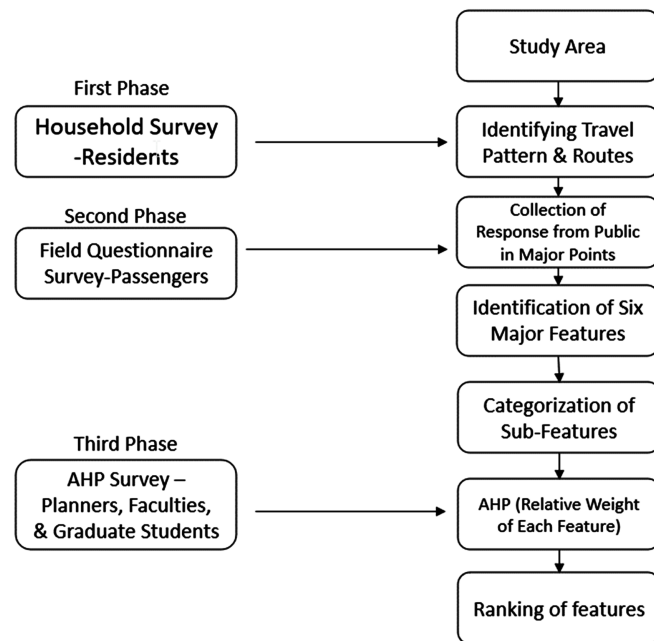 Study Area
First Phase
Household Survey
-Residents
Identifying Travel
Pattern & Routes
Second Phase
Field Questionnaire
Survey-Passengers
Collection of
Response from Public
in Major Points
Identification of Six
Major Features
Categorization of
Sub-Features
Third Phase
AHP Survey –
Planners, Faculties,
& Graduate Students
AHP (Relative Weight
of Each Feature)
Ranking of features